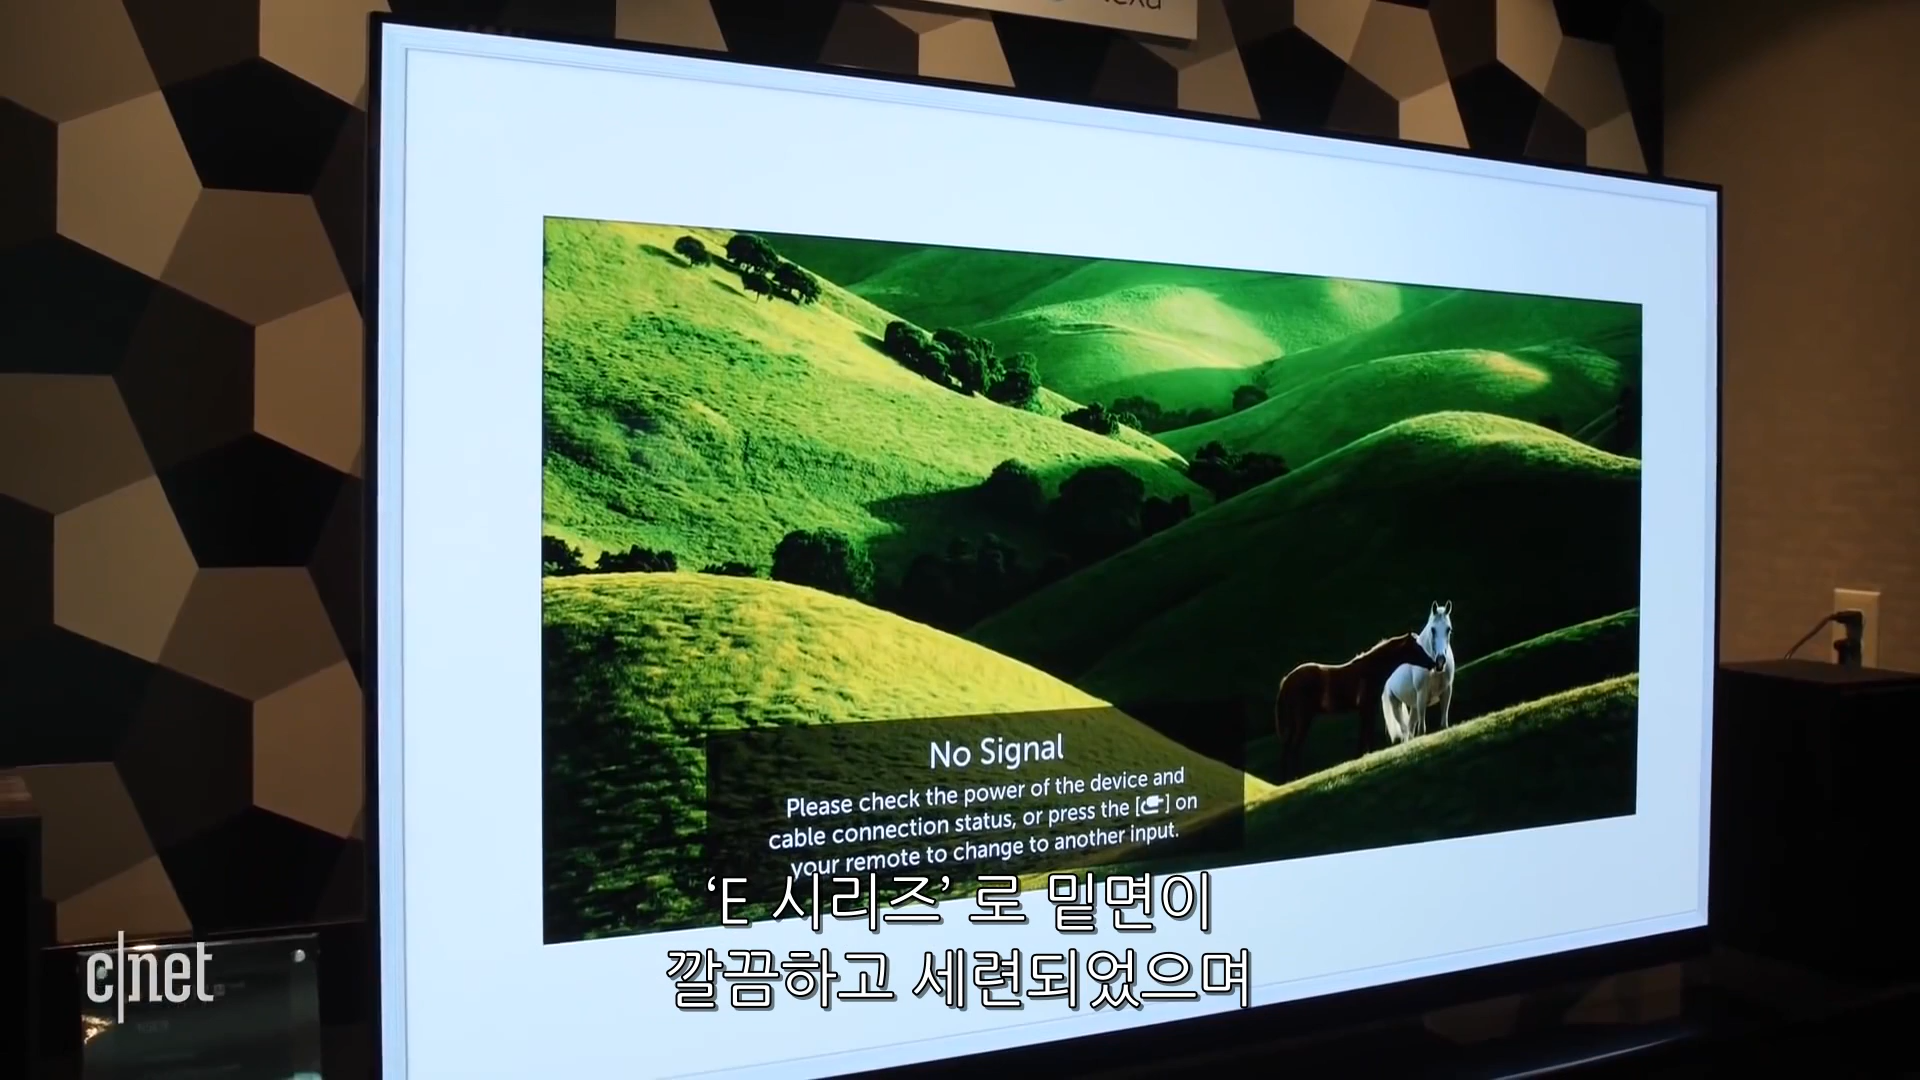 No Signal
Please check the power of the device and
cable connection status, or press the [ ] on
your remote to change to another input.
‘E 시리즈’ 로 밑면이
깔끔하고 세련되었으며
c|net